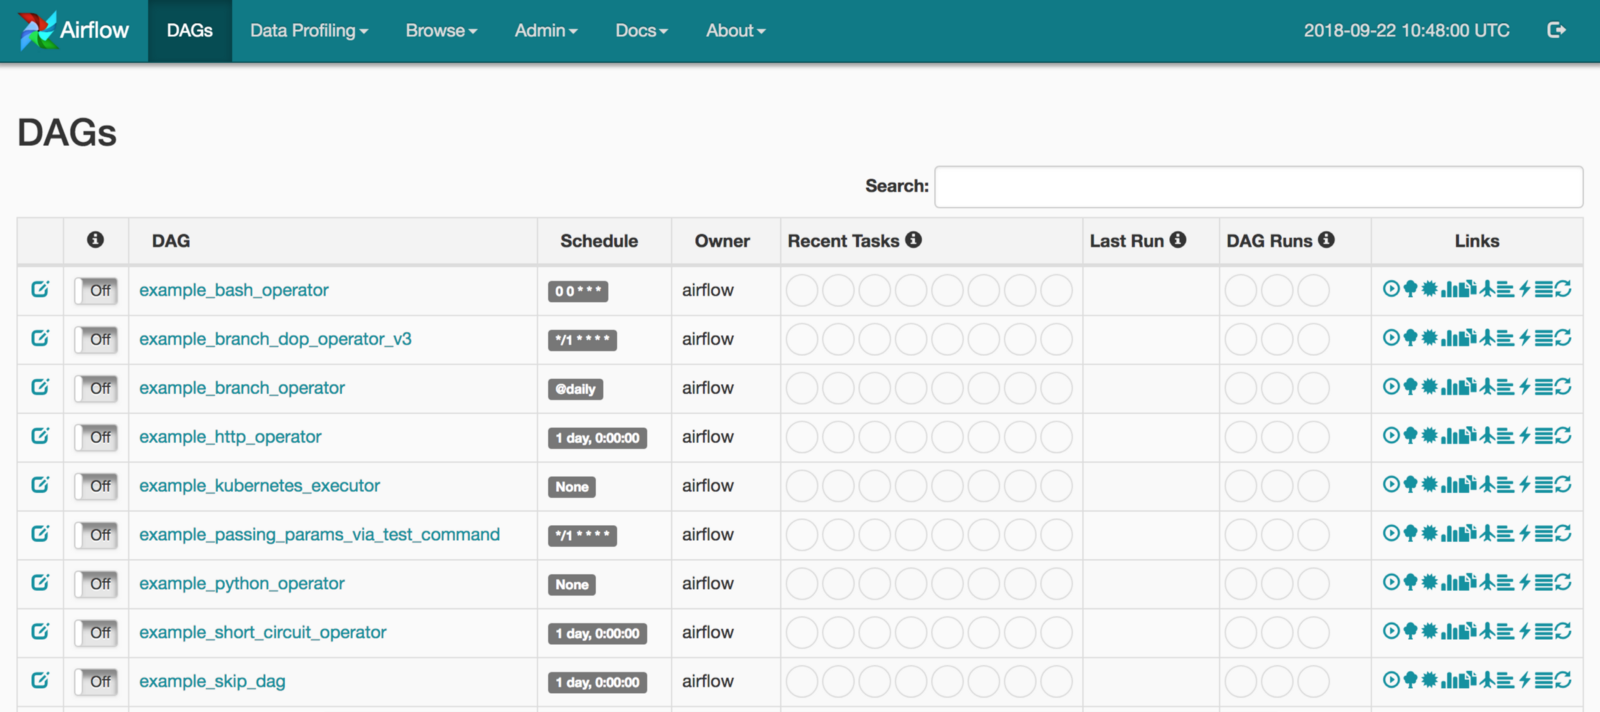 Airflow DAGs Data Profiling Browse Admin Docs About 2018-09-22 10:48:00 UTC
DAGs
Search:
DAG Schedule Owner Recent Tasks Last Run DAG Runs Links
Off example_bash_operator 0 0 * * * airflow
Off example_branch_dop_operator_v3 */1 * * * * airflow
Off example_branch_operator @daily airflow
Off example_http_operator 1 day, 0:00:00 airflow
Off example_kubernetes_executor None airflow
Off example_passing_params_via_test_command */1 * * * * airflow
Off example_python_operator None airflow
Off example_short_circuit_operator 1 day, 0:00:00 airflow
Off example_skip_dag 1 day, 0:00:00 airflow